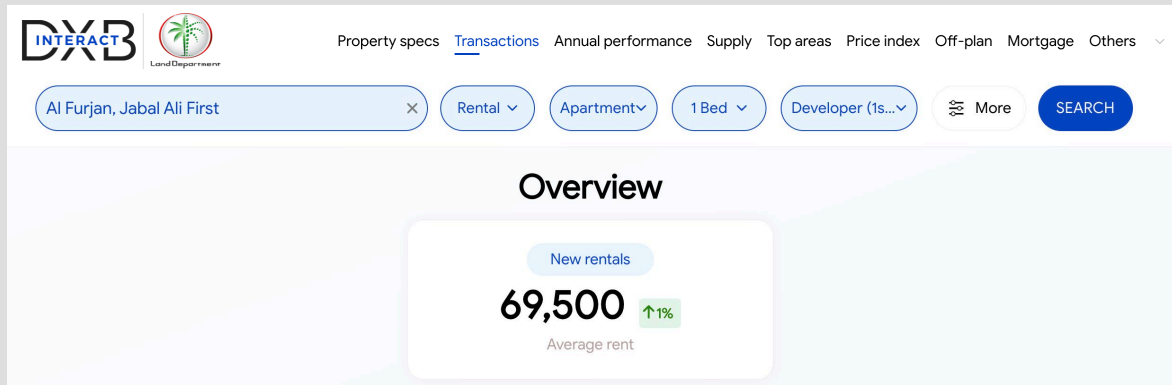 DXB
INTERACT
Land Department
Property specs Transactions Annual performance Supply Top areas Price index Off-plan Mortgage Others
Al Furjan, Jabal Ali First × Rental Apartment 1 Bed Developer (1s... More SEARCH
Overview
New rentals
69,500 ↑1%
Average rent